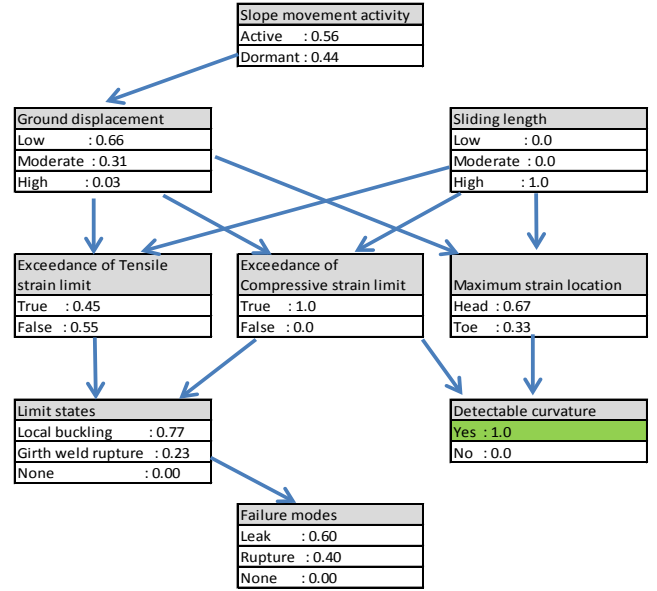 Slope movement activity
Active : 0.56
Dormant : 0.44
Ground displacement
Low : 0.66
Moderate : 0.31
High : 0.03
Sliding length
Low : 0.0
Moderate : 0.0
High : 1.0
Exceedance of Tensile
strain limit
True : 0.45
False : 0.55
Exceedance of
Compressive strain limit
True : 1.0
False : 0.0
Maximum strain location
Head : 0.67
Toe : 0.33
Limit states
Local buckling : 0.77
Girth weld rupture : 0.23
None : 0.00
Detectable curvature
Yes : 1.0
No : 0.0
Failure modes
Leak : 0.60
Rupture : 0.40
None : 0.00